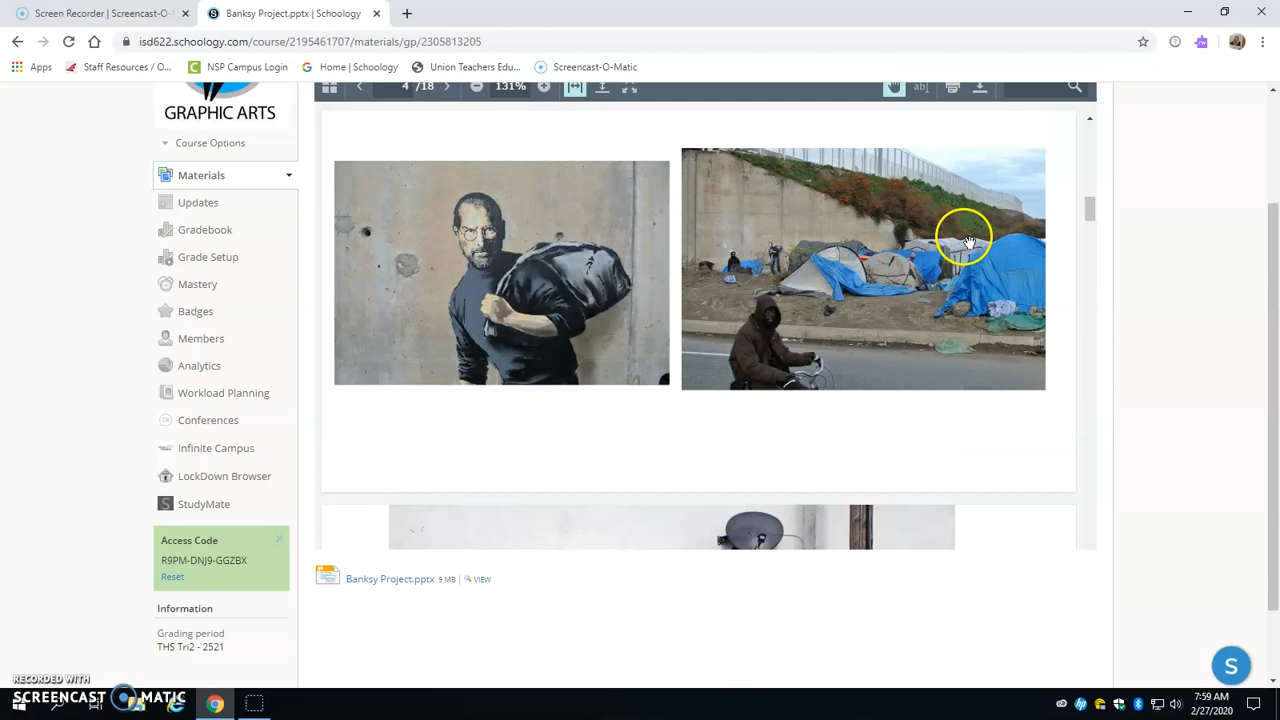 Screen Recorder | Screencast-O-
Banksy Project.pptx | Schoology
isd622.schoology.com/course/2195461707/materials/gp/2305813205
Apps
Staff Resources / O...
NSP Campus Login
Home | Schoology
Union Teachers Edu...
Screencast-O-Matic
4 /18
131%
GRAPHIC ARTS
Course Options
Materials
Updates
Gradebook
Grade Setup
Mastery
Badges
Members
Analytics
Workload Planning
Conferences
Infinite Campus
LockDown Browser
StudyMate
Access Code
R9PM-DNJ9-GGZBX
Reset
Information
Grading period
THS Tri2 - 2521
Banksy Project.pptx 9 MB VIEW
S
RECORDED WITH
SCREENCAST MATIC
7:59 AM
2/27/2020